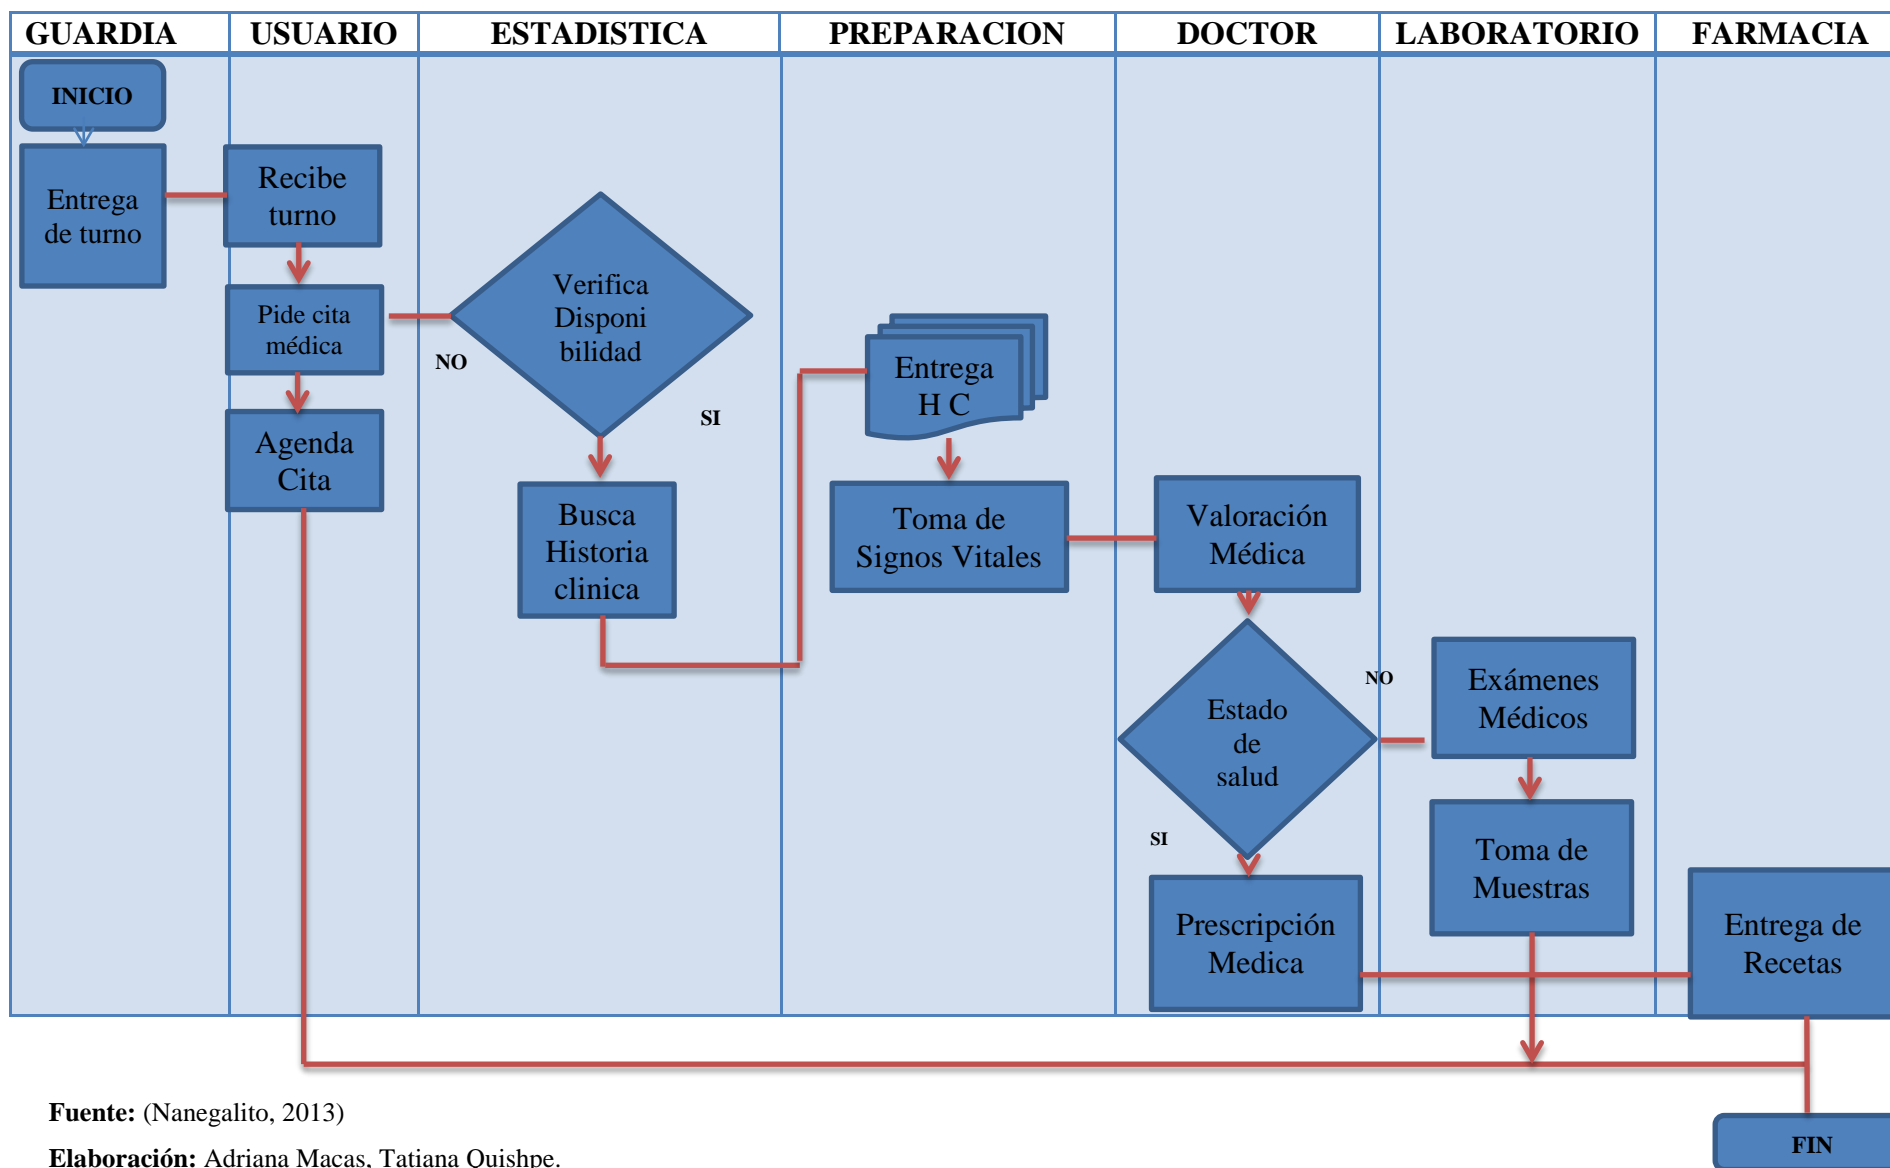 GUARDIA
USUARIO
ESTADISTICA
PREPARACION
DOCTOR
LABORATORIO
FARMACIA
INICIO
Entrega
de turno
Recibe
turno
Pide cita
médica
Agenda
Cita
Verifica
Disponi
bilidad
NO
SI
Busca
Historia
clinica
Entrega
H C
Toma de
Signos Vitales
Valoración
Médica
Estado
de
salud
NO
SI
Prescripción
Medica
Exámenes
Médicos
Toma de
Muestras
Entrega de
Recetas
FIN
Fuente: (Nanegalito, 2013)
Elaboración: Adriana Macas, Tatiana Quishpe.